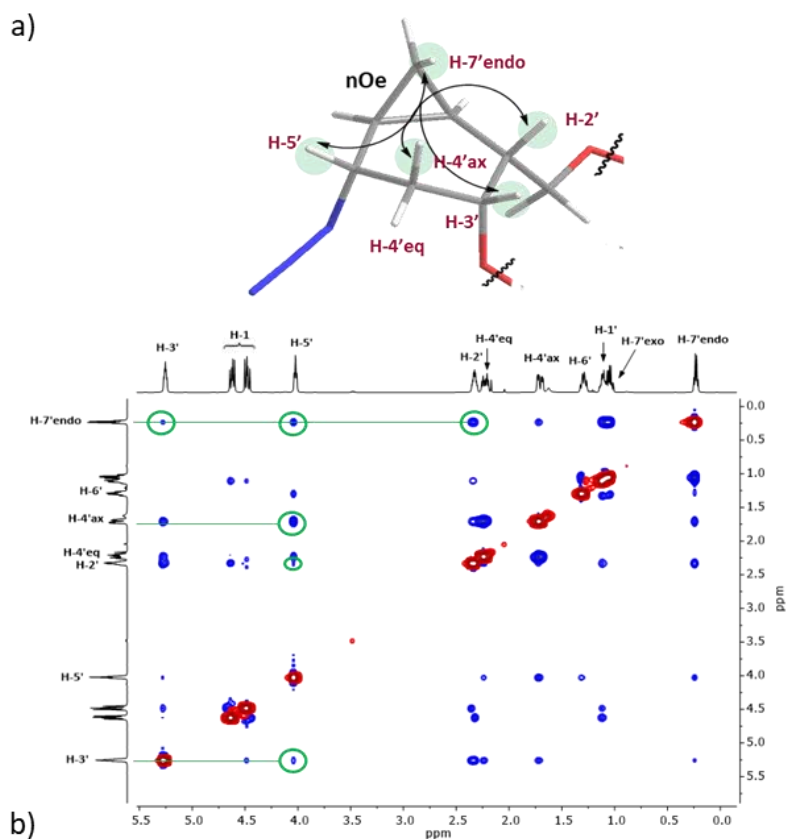 a)
H-7'endo
nOe
H-2'
H-5'
H-4'ax
H-3'
H-4'eq
H-3'
H-1
H-5'
H-2'
H-4'eq
H-4'ax
H-6'
H-1'
H-7'exo
H-7'endo
H-7'endo
H-6'
H-4'ax
H-4'eq
H-2'
H-5'
H-3'
0.0
0.5
1.0
1.5
2.0
2.5
3.0
3.5
4.0
4.5
5.0
5.5
ppm
5.5 5.0 4.5 4.0 3.5 3.0 2.5 2.0 1.5 1.0 0.5 0.0
ppm
b)